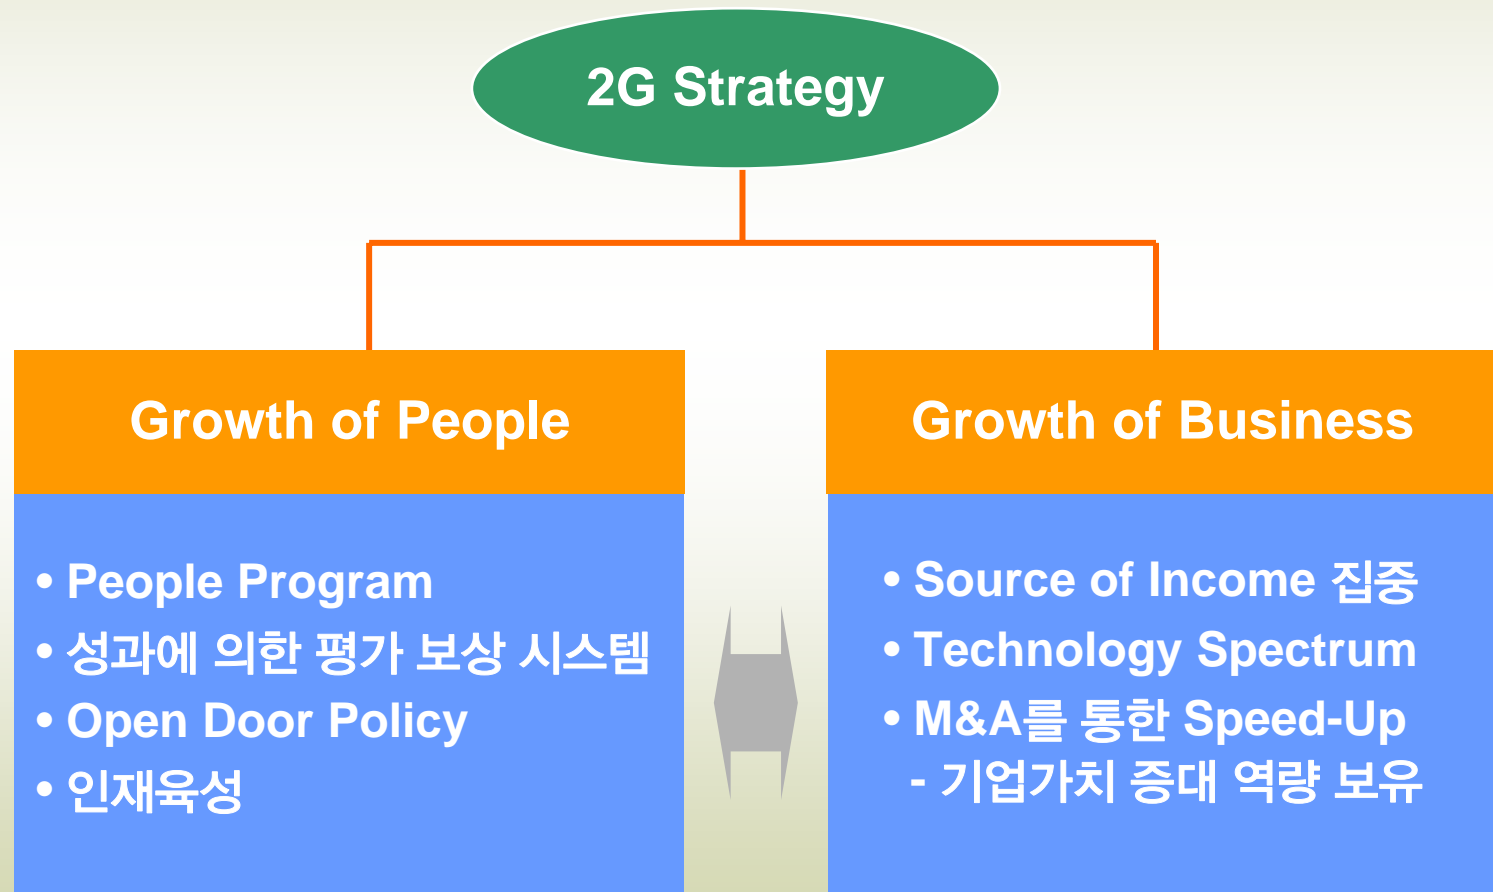 2G Strategy
Growth of People
• People Program
• 성과에 의한 평가 보상 시스템
• Open Door Policy
• 인재육성
Growth of Business
• Source of Income 집중
• Technology Spectrum
• M&A를 통한 Speed-Up
- 기업가치 증대 역량 보유